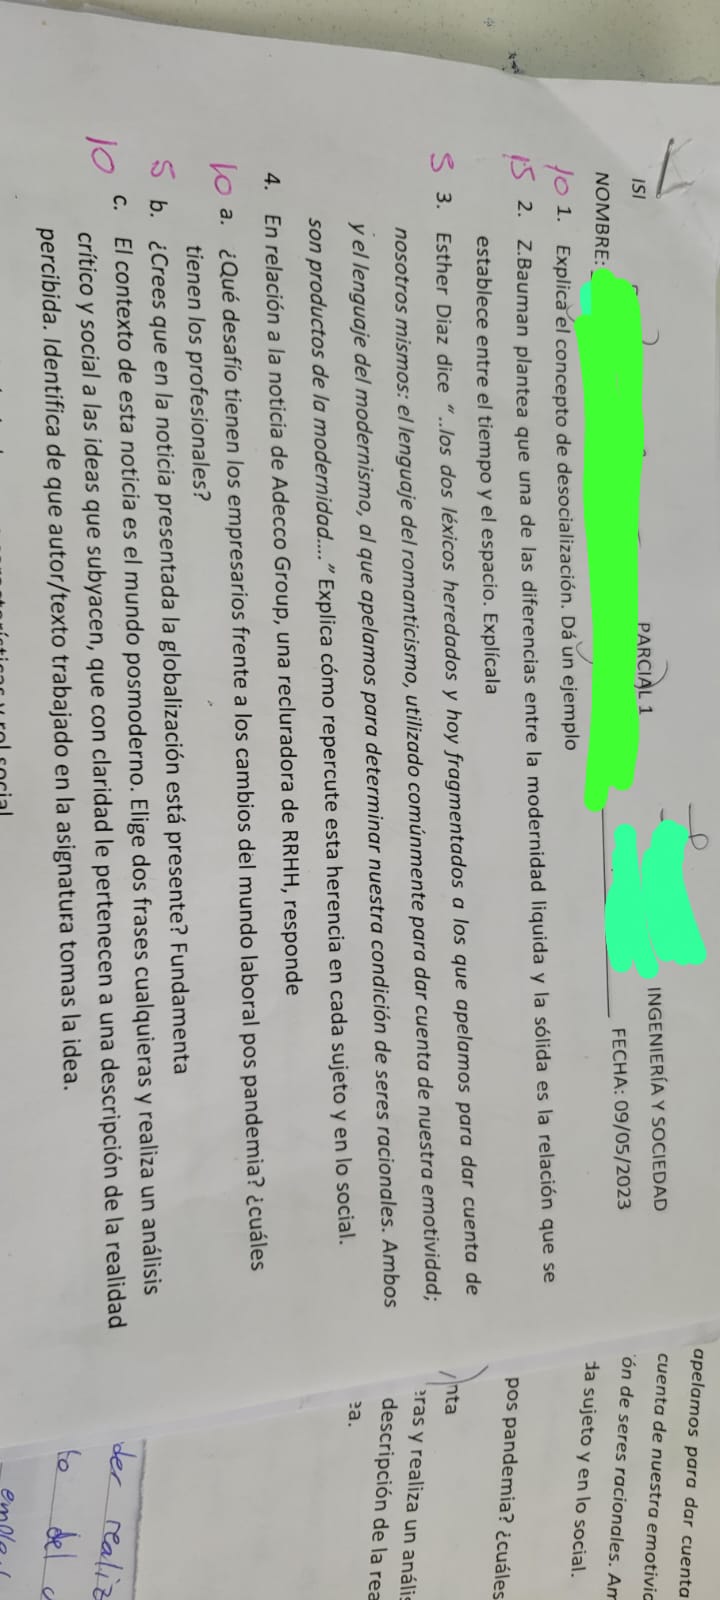 ISI
PARCIAL 1
INGENIERÍA Y SOCIEDAD
NOMBRE:
FECHA: 09/05/2023
10 1. Explica el concepto de desocialización. Dá un ejemplo
15 2. Z.Bauman plantea que una de las diferencias entre la modernidad liquida y la sólida es la relación que se
establece entre el tiempo y el espacio. Explícala
5 3. Esther Diaz dice “..los dos léxicos heredados y hoy fragmentados a los que apelamos para dar cuenta de
nosotros mismos: el lenguaje del romanticismo, utilizado comúnmente para dar cuenta de nuestra emotividad;
y el lenguaje del modernismo, al que apelamos para determinar nuestra condición de seres racionales. Ambos
son productos de la modernidad....” Explica cómo repercute esta herencia en cada sujeto y en lo social.
4. En relación a la noticia de Adecco Group, una recluradora de RRHH, responde
10 a. ¿Qué desafío tienen los empresarios frente a los cambios del mundo laboral pos pandemia? ¿cuáles
tienen los profesionales?
5 b. ¿Crees que en la noticia presentada la globalización está presente? Fundamenta
10 c. El contexto de esta noticia es el mundo posmoderno. Elige dos frases cualquieras y realiza un análisis
crítico y social a las ideas que subyacen, que con claridad le pertenecen a una descripción de la realidad
percibida. Identifica de que autor/texto trabajado en la asignatura tomas la idea.
y rol social
apelamos para dar cuenta
cuenta de nuestra emotivid
ón de seres racionales. Am
da sujeto y en lo social.
pos pandemia? ¿cuáles
nta
eras y realiza un anális
descripción de la rea
ea.
der realiz
to del